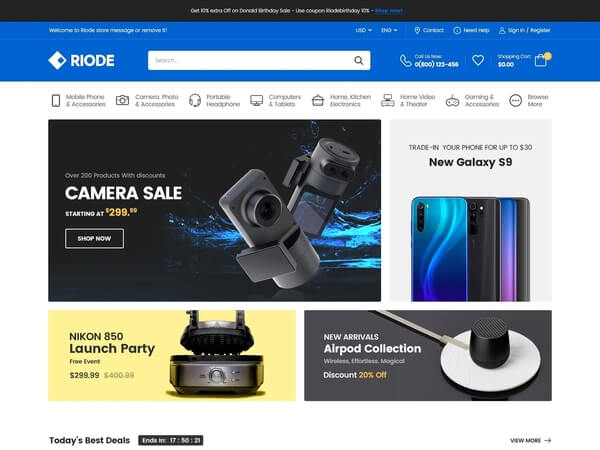 Get 10% extra Off on Donald Birthday Sale - Use coupon Riodebirthday 10% - Shop now!
Welcome to Riode store message or remove it!
USD
ENG
Contact
Need Help
Sign in / Register
RIODE
Search...
Call Us Now:
0(800) 123-456
Shopping Cart:
$0.00
Mobile Phone
& Accessories
Camera, Photo
& Accessories
Portable
Headphone
Computers
& Tablets
Home, Kitchen
Electronics
Home Video
& Theater
Gaming &
Accessories
Browse
More
Over 200 Products With discounts
CAMERA SALE
STARTING AT $299.99
SHOP NOW
TRADE-IN YOUR PHONE FOR UP TO $30
New Galaxy S9
NIKON 850
Launch Party
Free Event
$299.99 $400.99
NEW ARRIVALS
Airpod Collection
Wireless, Effortless. Magical
Discount 20% Off
Today's Best Deals
Ends In: 17 : 50 : 21
VIEW MORE